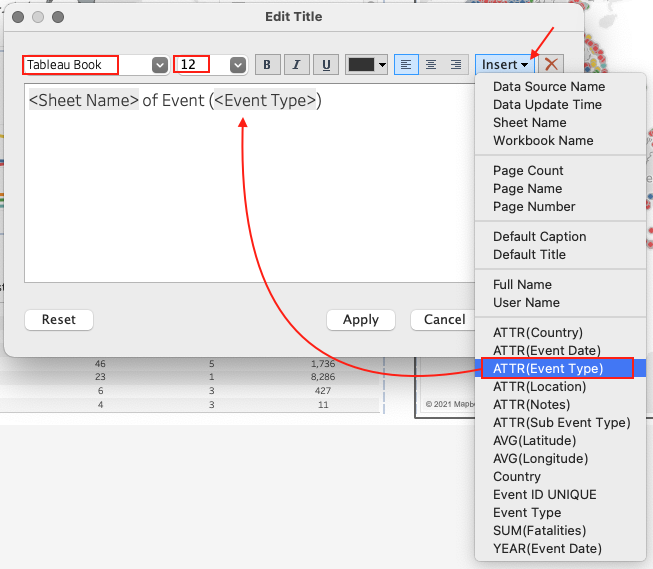 Edit Title
Tableau Book
12
B
I
U
Insert
<Sheet Name> of Event (<Event Type>)
Data Source Name
Data Update Time
Sheet Name
Workbook Name
Page Count
Page Name
Page Number
Default Caption
Default Title
Full Name
User Name
Reset
Apply
Cancel
ATTR(Country)
ATTR(Event Date)
ATTR(Event Type)
ATTR(Location)
ATTR(Notes)
ATTR(Sub Event Type)
AVG(Latitude)
AVG(Longitude)
Country
Event ID UNIQUE
Event Type
SUM(Fatalities)
YEAR(Event Date)
46 5 1,736
23 1 8,286
6 3 427
4 3 11
© 2021